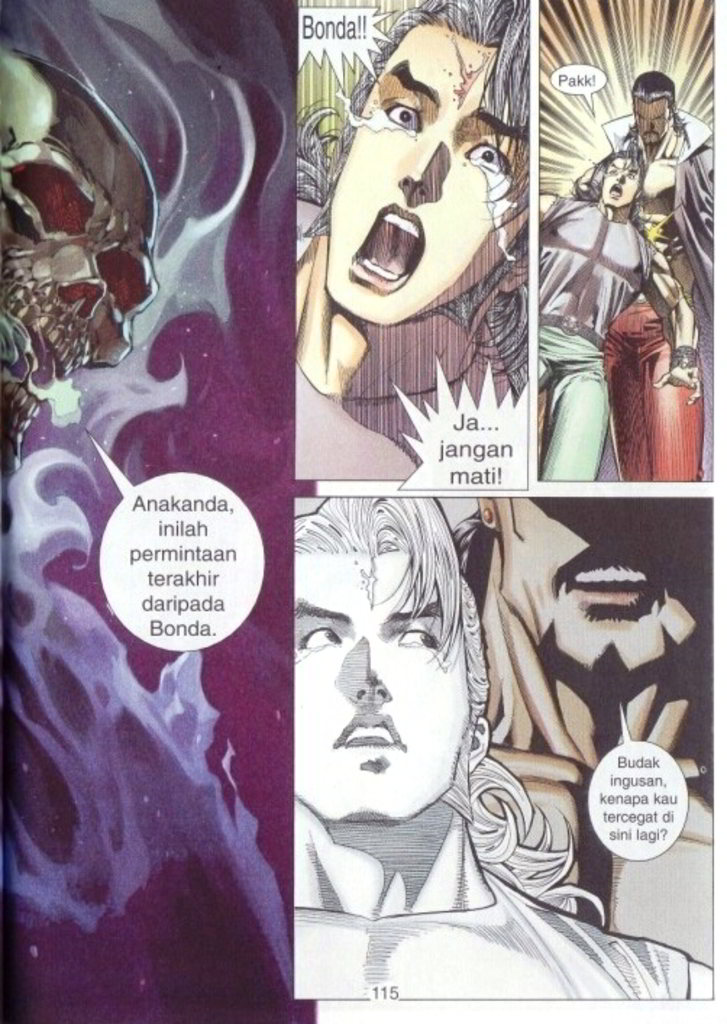 Anakanda,
inilah
permintaan
terakhir
daripada
Bonda.
Bonda!!
Ja...
jangan
mati!
Pakk!
Budak
ingusan,
kenapa kau
tercegat di
sini lagi?
115